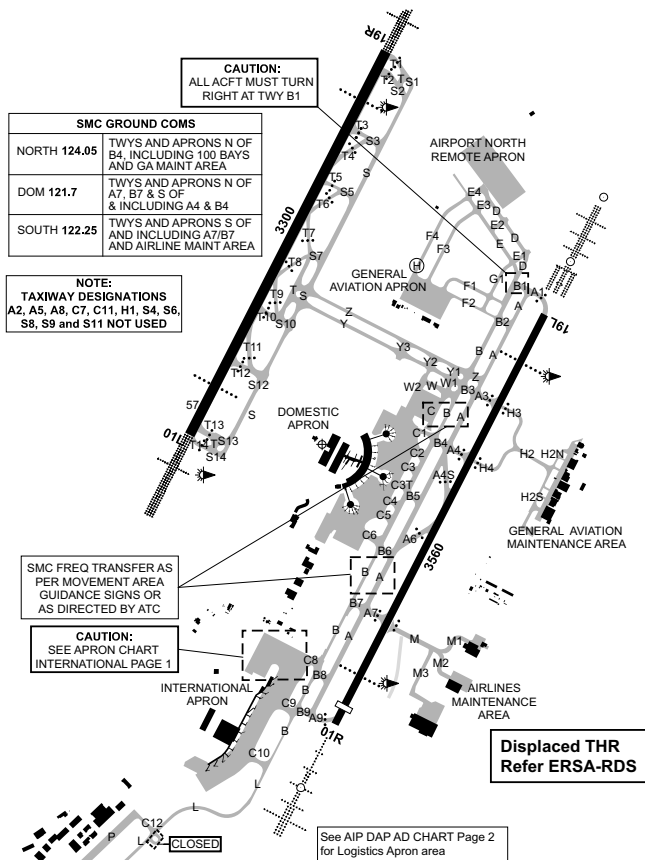 19R
CAUTION:
ALL ACFT MUST TURN
RIGHT AT TWY B1
T1
T2
T
S1
S2
SMC GROUND COMS
NORTH 124.05
TWYS AND APRONS N OF
B4, INCLUDING 100 BAYS
AND GA MAINT AREA
DOM 121.7
TWYS AND APRONS N OF
A7, B7 & S OF
& INCLUDING A4 & B4
SOUTH 122.25
TWYS AND APRONS S OF
AND INCLUDING A7/B7
AND AIRLINE MAINT AREA
NOTE:
TAXIWAY DESIGNATIONS
A2, A5, A8, C7, C11, H1, S4, S6,
S8, S9 and S11 NOT USED
T3
S3
T4
S
T5
S5
T6
3300
T7
S7
T8
T
S
T9
T10
S10
T11
T12
S12
S
57
T13
T14
T
S13
S14
01L
AIRPORT NORTH
REMOTE APRON
E4
E3
D
E2
D
E
E1
D
F4
F3
H
GENERAL
AVIATION APRON
F1
F2
G1
B1
A1
A
B2
19L
Z
Y
Y3
Y2
Y1
Z
B
A
W2
W
W1
B3
A3
H3
C
B
A
DOMESTIC
APRON
C1
B4
A4
C2
C3
A4S
H4
H2
H2N
H2S
C3T
B5
C4
C5
GENERAL AVIATION
MAINTENANCE AREA
C6
A6
B6
3560
SMC FREQ TRANSFER AS
PER MOVEMENT AREA
GUIDANCE SIGNS OR
AS DIRECTED BY ATC
B
A
B7
A7
CAUTION:
SEE APRON CHART
INTERNATIONAL PAGE 1
B
A
M
M1
M2
M3
C8
B8
INTERNATIONAL
APRON
B
AIRLINES
MAINTENANCE
AREA
C9
B9
A9
01R
B
C10
Displaced THR
Refer ERSA-RDS
L
L
C12
P
L
CLOSED
See AIP DAP AD CHART Page 2
for Logistics Apron area